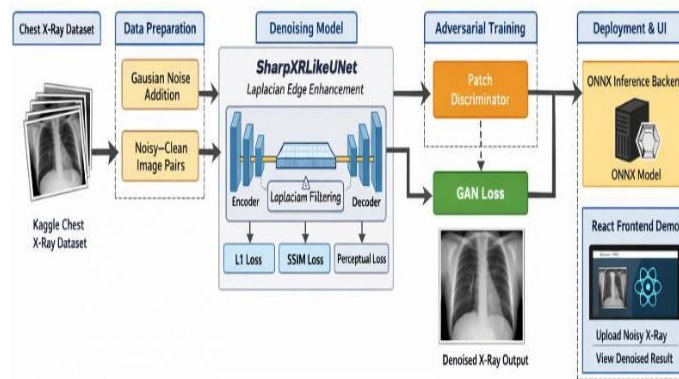 Chest X-Ray Dataset
Kaggle Chest
X-Ray Dataset
Data Preparation
Gausian Noise
Addition
Noisy–Clean
Image Pairs
Denoising Model
SharpXRLikeUNet
Laplacian Edge Enhancement
Encoder
Laplaciam Filtering
Decoder
L1 Loss
SSIM Loss
Perceptual Loss
Adversarial Training
Patch
Discriminator
GAN Loss
Denoised X-Ray Output
Deployment & UI
ONNX Inference Backen
ONNX Model
React Frontend Demo
Upload Noisy X-Ray
View Denoised Result